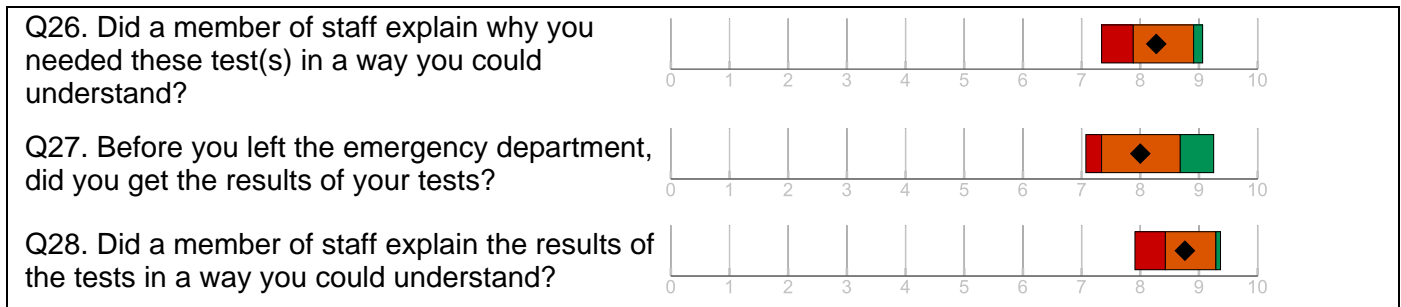 Q26. Did a member of staff explain why you
needed these test(s) in a way you could
understand?
0 1 2 3 4 5 6 7 8 9 10
Q27. Before you left the emergency department,
did you get the results of your tests?
0 1 2 3 4 5 6 7 8 9 10
Q28. Did a member of staff explain the results of
the tests in a way you could understand?
0 1 2 3 4 5 6 7 8 9 10